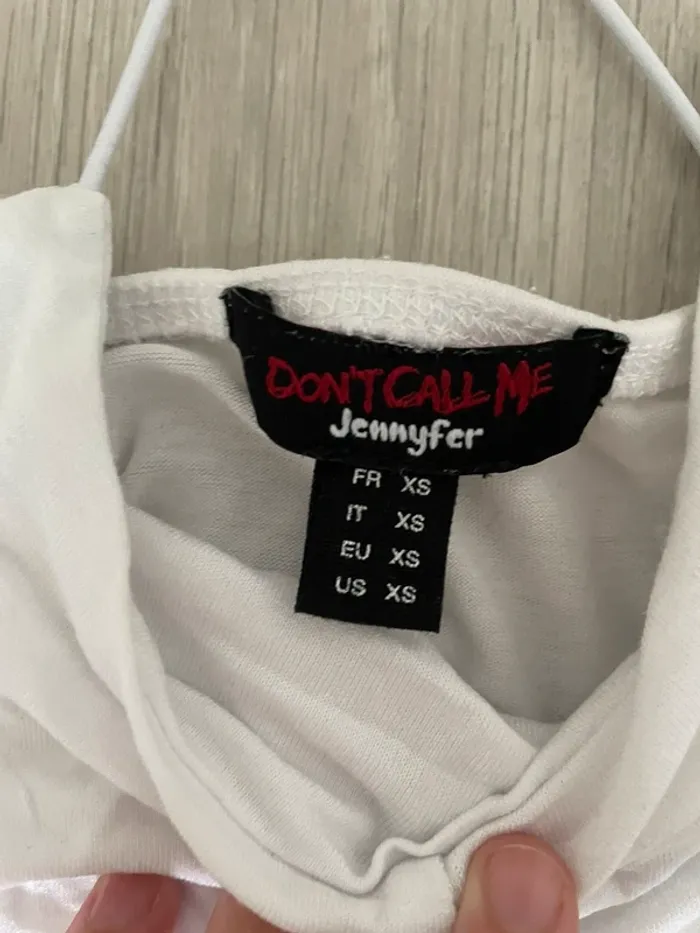 DON'T CALL ME
Jennyfer
FR XS
IT XS
EU XS
US XS